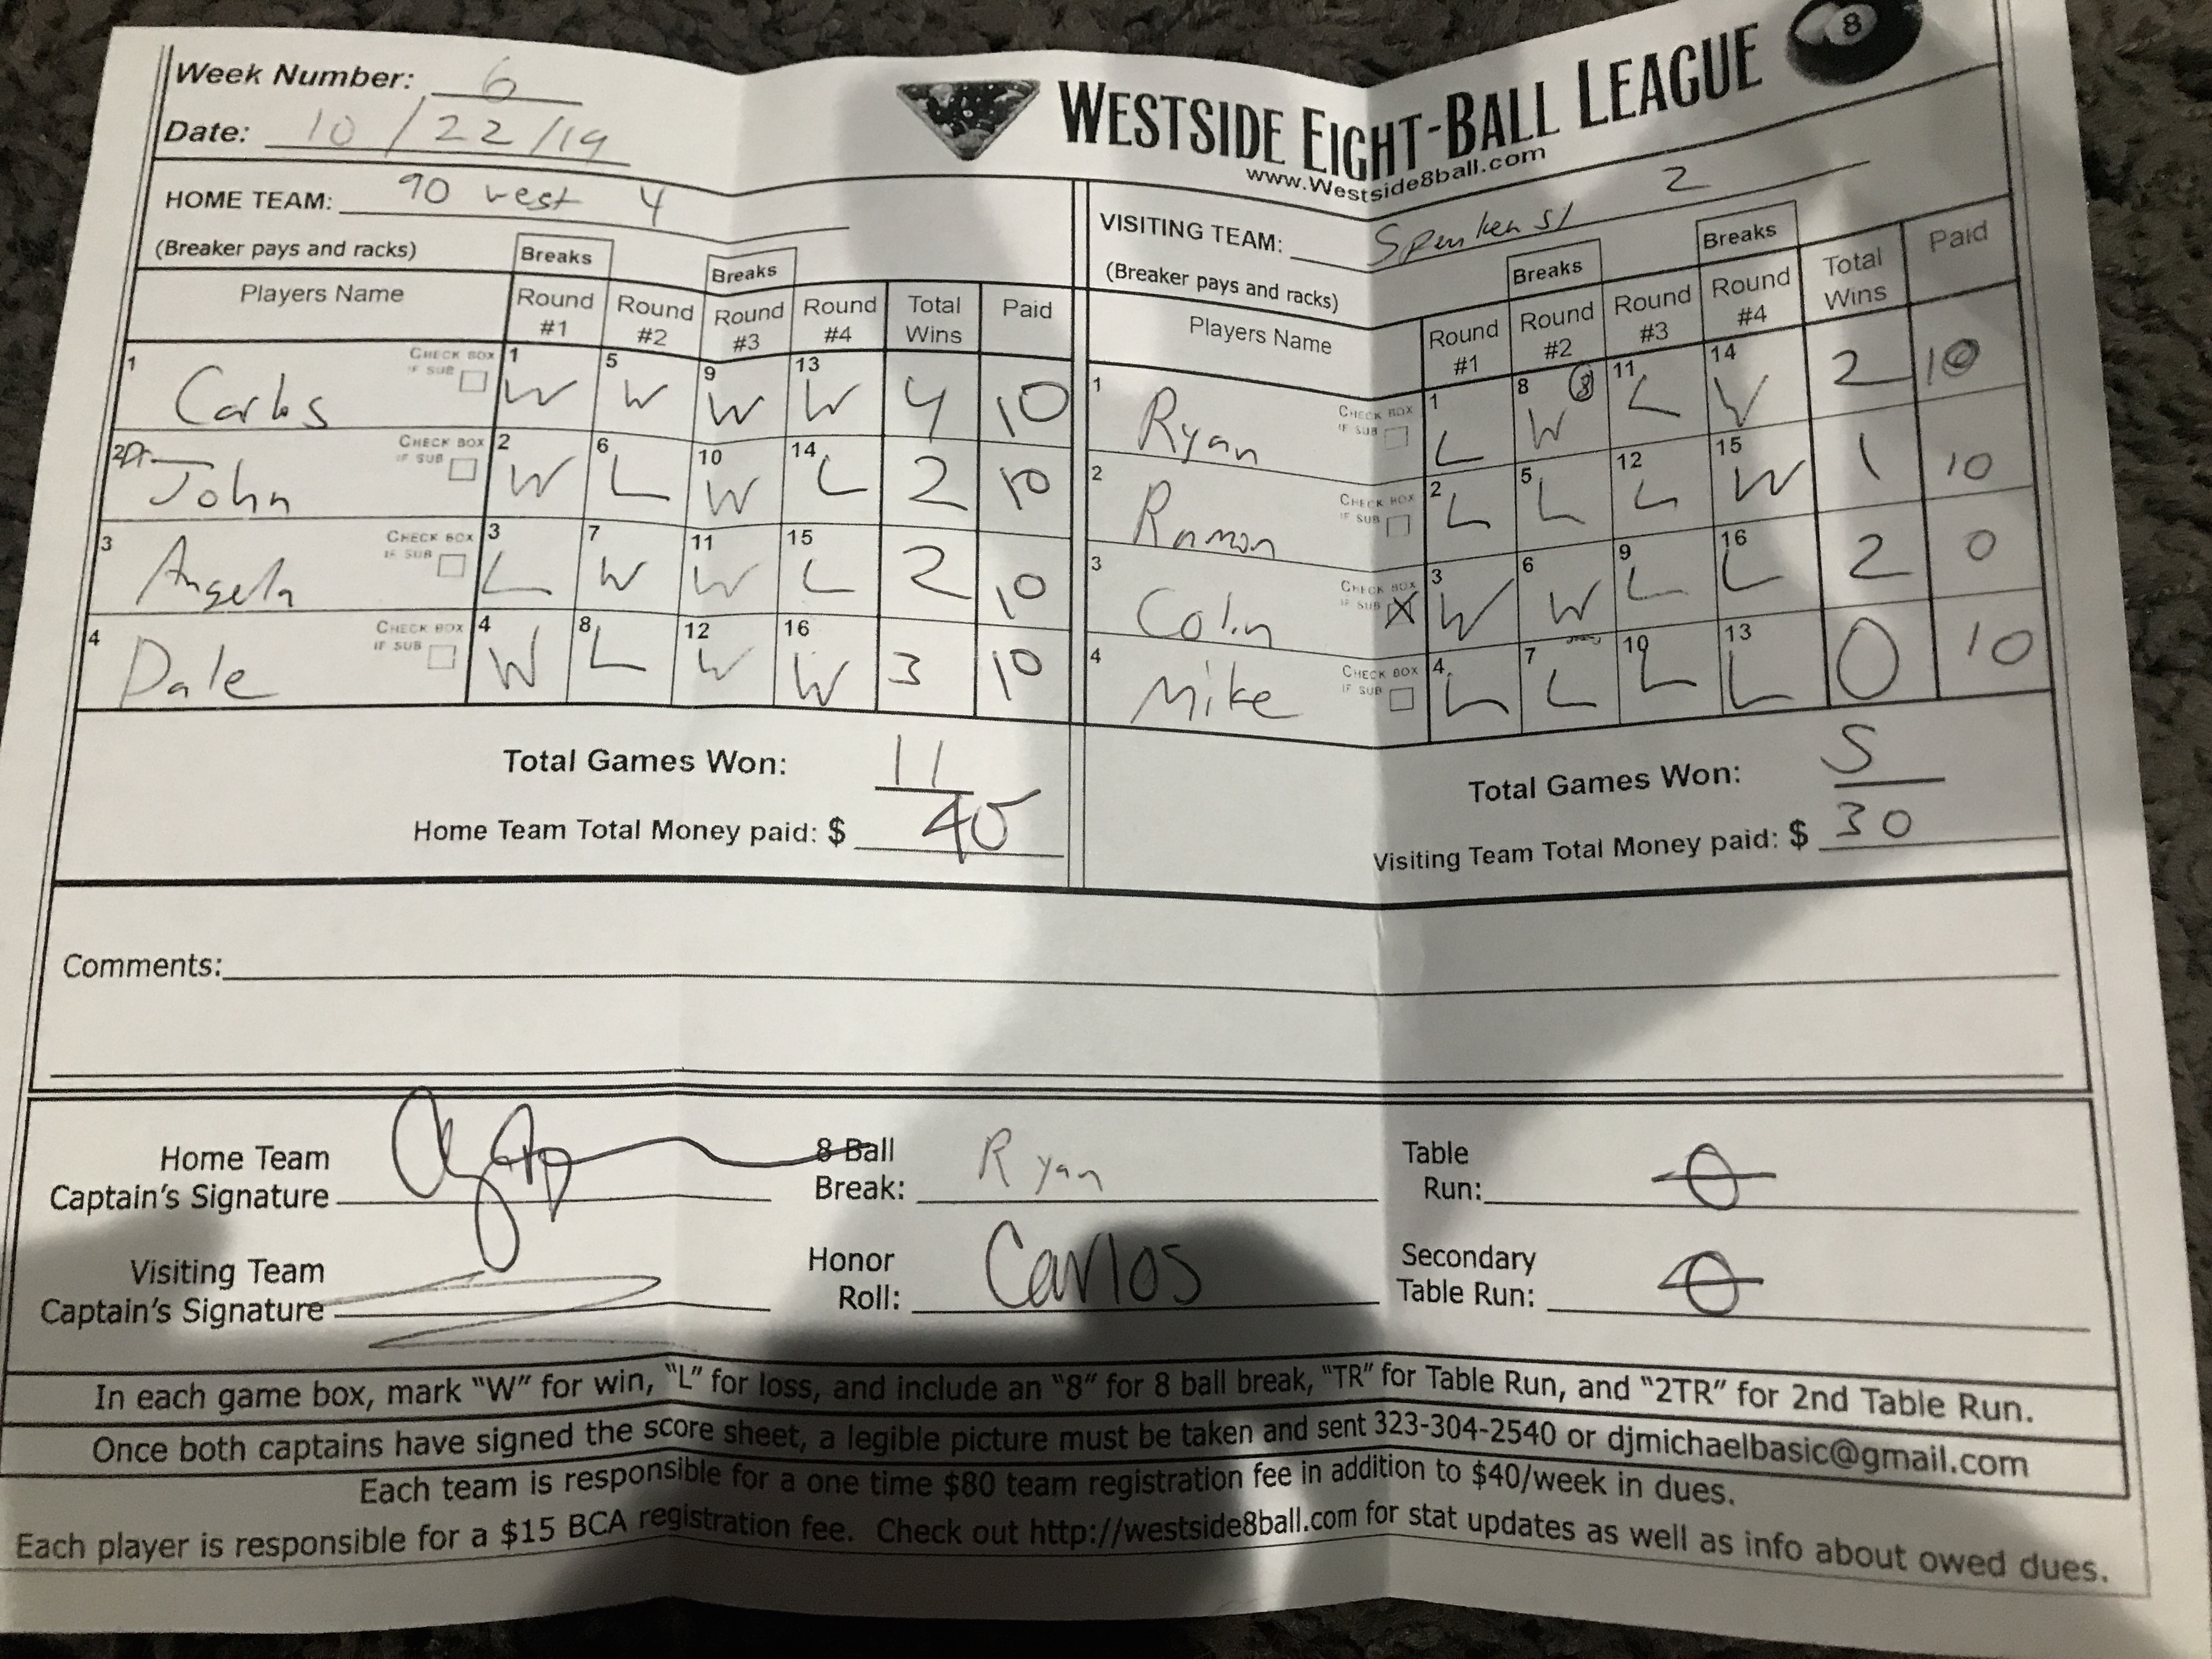 Week Number: 6
Date: 10/22/19
WESTSIDE EIGHT-BALL LEAGUE
8
www.Westside8ball.com
HOME TEAM: 90 west 4
(Breaker pays and racks)
Breaks Breaks
Players Name Round #1 Round #2 Round #3 Round #4 Total Wins Paid
1 Carlos CHECK BOX IF SUB 1 W 5 W 9 W 13 W 4 10
2 John CHECK BOX IF SUB 2 W 6 L 10 W 14 L 2 10
3 Angela CHECK BOX IF SUB 3 L 7 W 11 W 15 L 2 10
4 Dale CHECK BOX IF SUB 4 W 8 L 12 W 16 W 3 10
Total Games Won: 11
Home Team Total Money paid: $ 40
VISITING TEAM: 2
(Breaker pays and racks)
Breaks Breaks
Players Name Round #1 Round #2 Round #3 Round #4 Total Wins Paid
1 Ryan CHECK BOX IF SUB 1 L 8 W 8 11 L 14 W 2 10
2 Ramon CHECK BOX IF SUB 2 L 5 L 12 L 15 W 1 10
3 Colin CHECK BOX IF SUB X 3 W 6 W 9 L 16 L 2 0
4 Mike CHECK BOX IF SUB 4 L 7 L 10 L 13 L 0 10
Total Games Won: 5
Visiting Team Total Money paid: $ 30
Comments:
Home Team Captain's Signature
8 Ball Break: Ryan
Table Run:
Visiting Team Captain's Signature
Honor Roll: Carlos
Secondary Table Run:
In each game box, mark "W" for win, "L" for loss, and include an "8" for 8 ball break, "TR" for Table Run, and "2TR" for 2nd Table Run.
Once both captains have signed the score sheet, a legible picture must be taken and sent 323-304-2540 or djmichaelbasic@gmail.com
Each team is responsible for a one time $80 team registration fee in addition to $40/week in dues.
Each player is responsible for a $15 BCA registration fee. Check out http://westside8ball.com for stat updates as well as info about owed dues.